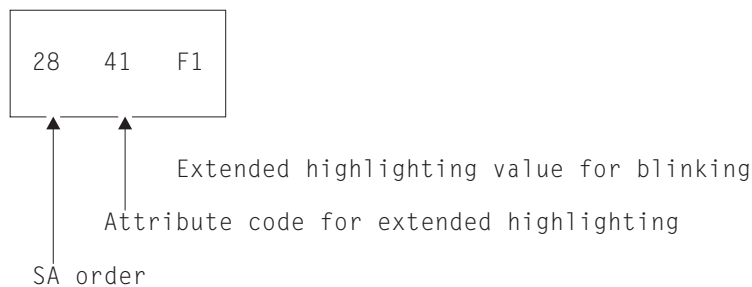 28 41 F1
Extended highlighting value for blinking
Attribute code for extended highlighting
SA order